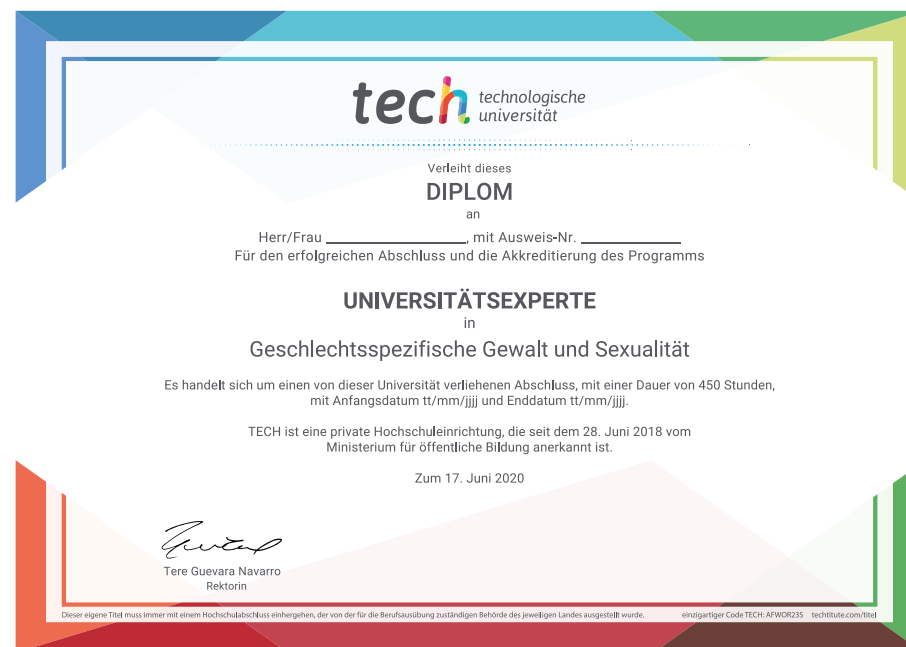 tech technologische
universität
Verleiht dieses
DIPLOM
an
Herr/Frau ____________________, mit Ausweis-Nr. ______________
Für den erfolgreichen Abschluss und die Akkreditierung des Programms
UNIVERSITÄTSEXPERTE
in
Geschlechtsspezifische Gewalt und Sexualität
Es handelt sich um einen von dieser Universität verliehenen Abschluss, mit einer Dauer von 450 Stunden,
mit Anfangsdatum tt/mm/jjjj und Enddatum tt/mm/jjjj.
TECH ist eine private Hochschuleinrichtung, die seit dem 28. Juni 2018 vom
Ministerium für öffentliche Bildung anerkannt ist.
Zum 17. Juni 2020
Tere Guevara Navarro
Rektorin
Dieser eigene Titel muss immer mit einem Hochschulabschluss einhergehen, der von der für die Berufsausübung zuständigen Behörde des jeweiligen Landes ausgestellt wurde. einzigartiger Code TECH: AFWOR235 techtitute.com/titel